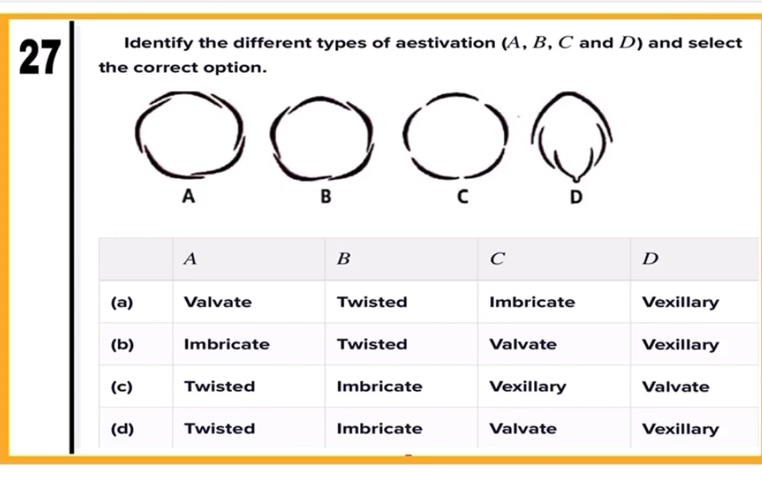 27
Identify the different types of aestivation (A, B, C and D) and select
the correct option.
A B C D
A B C D
(a) Valvate Twisted Imbricate Vexillary
(b) Imbricate Twisted Valvate Vexillary
(c) Twisted Imbricate Vexillary Valvate
(d) Twisted Imbricate Valvate Vexillary